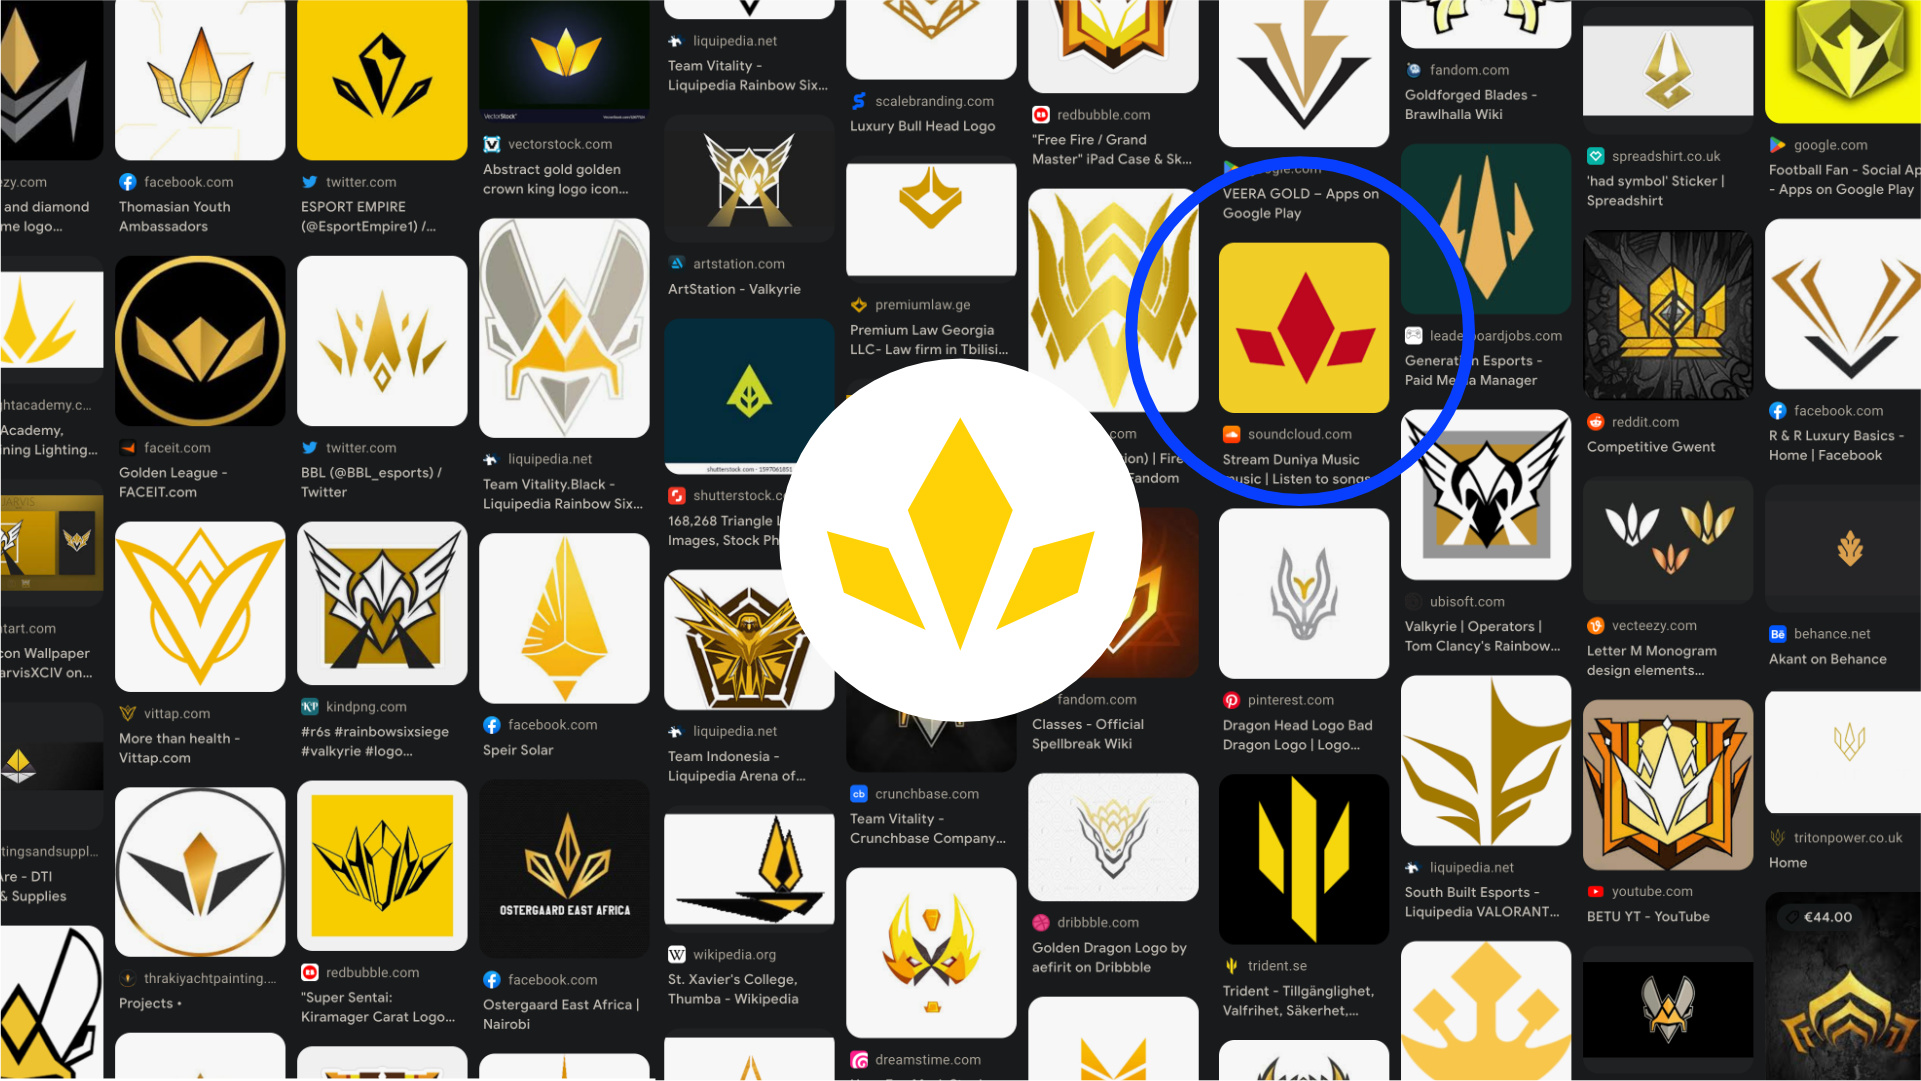 ezy.com
and diamond
me logo...
ghtacademy.c...
Academy,
ining Lighting...
JARVIS
tart.com
con Wallpaper
arvisXCIV on...
tingsandsuppl...
are - DTI
& Supplies
facebook.com
Thomasian Youth
Ambassadors
faceit.com
Golden League -
FACEIT.com
vittap.com
More than health -
Vittap.com
thrakiyachtpainting....
Projects •
twitter.com
ESPORT EMPIRE
(@EsportEmpire1) /...
twitter.com
BBL (@BBL_esports) /
Twitter
KP
kindpng.com
#r6s #rainbowsixsiege
#valkyrie #logo...
redbubble.com
"Super Sentai:
Kiramager Carat Logo...
VectorStock
VectorStock.com/
vectorstock.com
Abstract gold golden
crown king logo icon...
liquipedia.net
Team Vitality.Black -
Liquipedia Rainbow Six...
facebook.com
Speir Solar
OSTERGAARD EAST AFRICA
facebook.com
Ostergaard East Africa |
Nairobi
liquipedia.net
Team Vitality -
Liquipedia Rainbow Six...
artstation.com
ArtStation - Valkyrie
shutterstock.com · 1597061851
shutterstock.c
168,268 Triangle L
Images, Stock Ph
liquipedia.net
Team Indonesia -
Liquipedia Arena of...
W
wikipedia.org
St. Xavier's College,
Thumba - Wikipedia
scalebranding.com
Luxury Bull Head Logo
premiumlaw.ge
Premium Law Georgia
LLC- Law firm in Tbilisi...
cb
crunchbase.com
Team Vitality -
Crunchbase Company...
dreamstime.com
redbubble.com
"Free Fire / Grand
Master" iPad Case & Sk...
.com
ion) | Fire
Fandom
fandom.com
Classes - Official
Spellbreak Wiki
dribbble.com
Golden Dragon Logo by
aefirit on Dribbble
google.com
VEERA GOLD – Apps on
Google Play
soundcloud.com
Stream Duniya Music
music | Listen to songs
pinterest.com
Dragon Head Logo Bad
Dragon Logo | Logo...
trident.se
Trident - Tillgänglighet,
Valfrihet, Säkerhet,...
fandom.com
Goldforged Blades -
Brawlhalla Wiki
leaderboardjobs.com
Generation Esports -
Paid Media Manager
ubisoft.com
Valkyrie | Operators |
Tom Clancy's Rainbow...
liquipedia.net
South Built Esports -
Liquipedia VALORANT...
spreadshirt.co.uk
'had symbol' Sticker |
Spreadshirt
reddit.com
Competitive Gwent
vecteezy.com
Letter M Monogram
design elements...
youtube.com
BETU YT - YouTube
google.com
Football Fan - Social Ap
- Apps on Google Play
facebook.com
R & R Luxury Basics -
Home | Facebook
Bē
behance.net
Akant on Behance
tritonpower.co.uk
Home
€44.00